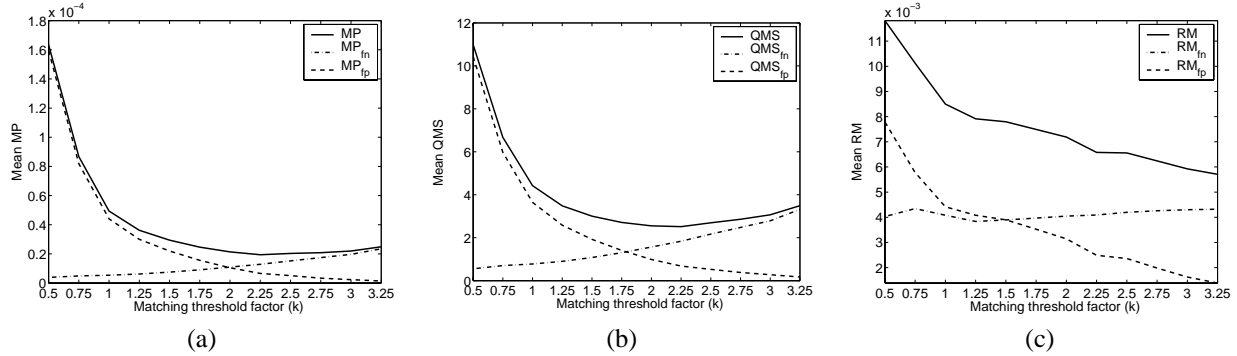 x 10⁻⁴
1.8
1.6
1.4
1.2
1
0.8
0.6
0.4
0.2
0
Mean MP
MP
MP_fn
MP_fp
0.5 0.75 1 1.25 1.5 1.75 2 2.25 2.5 2.75 3 3.25
Matching threshold factor (k)
(a)
12
10
8
6
4
2
0
Mean QMS
QMS
QMS_fn
QMS_fp
0.5 0.75 1 1.25 1.5 1.75 2 2.25 2.5 2.75 3 3.25
Matching threshold factor (k)
(b)
x 10⁻³
11
10
9
8
7
6
5
4
3
2
Mean RM
RM
RM_fn
RM_fp
0.5 0.75 1 1.25 1.5 1.75 2 2.25 2.5 2.75 3 3.25
Matching threshold factor (k)
(c)